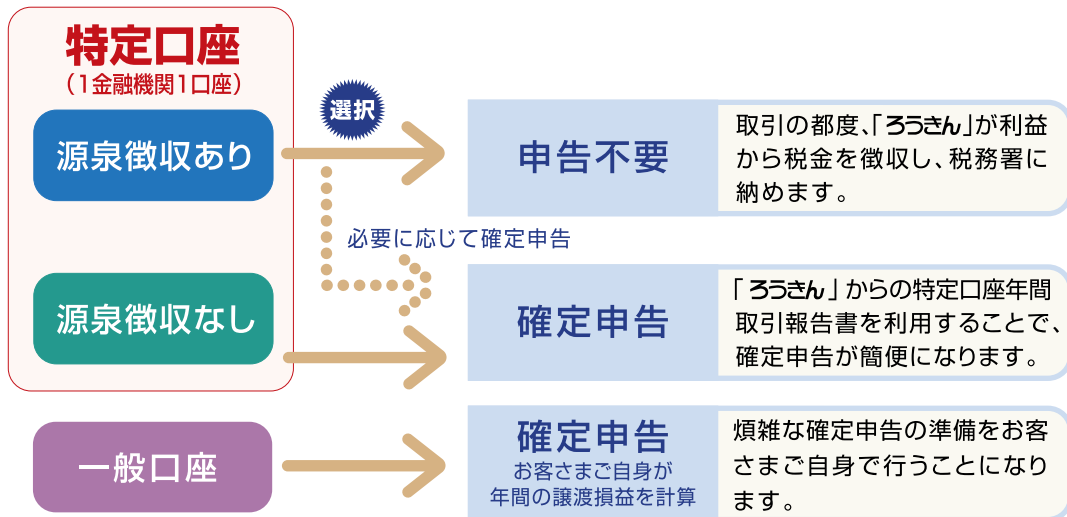 特定口座
（1金融機関1口座）
選択
源泉徴収あり
申告不要
取引の都度、「ろうきん」が利益
から税金を徴収し、税務署に
納めます。
必要に応じて確定申告
源泉徴収なし
確定申告
「ろうきん」からの特定口座年間
取引報告書を利用することで、
確定申告が簡便になります。
一般口座
確定申告
お客さまご自身が
年間の譲渡損益を計算
煩雑な確定申告の準備をお客
さまご自身で行うことになり
ます。